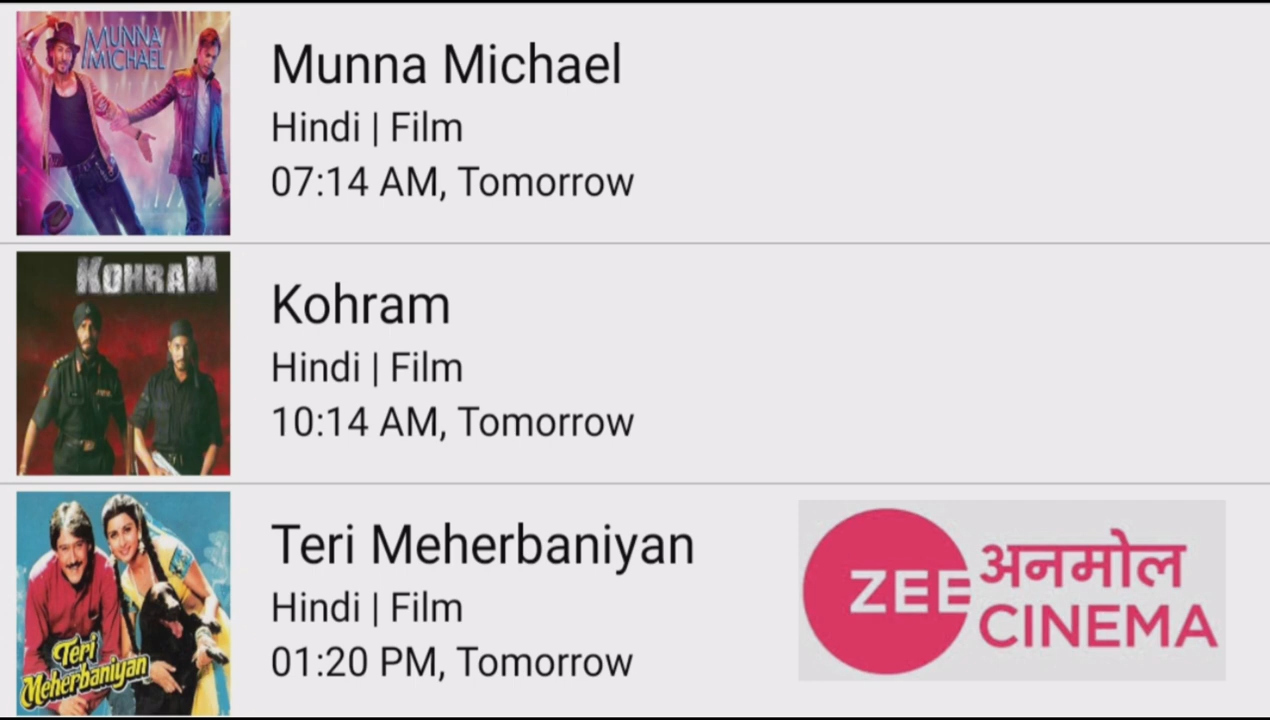 MUNNA
MICHAEL
Munna Michael
Hindi | Film
07:14 AM, Tomorrow
KOHRAM
Kohram
Hindi | Film
10:14 AM, Tomorrow
Teri
Meherbaniyan
Teri Meherbaniyan
Hindi | Film
01:20 PM, Tomorrow
ZEE अनमोल
CINEMA